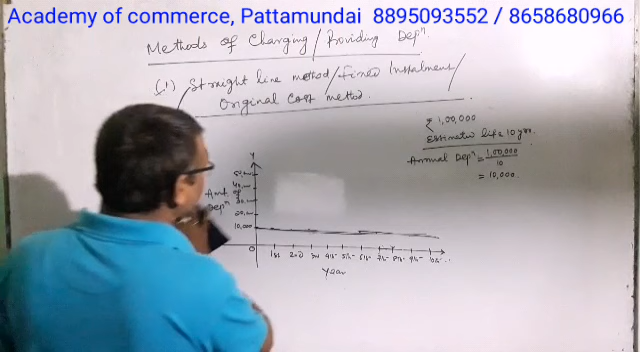 Academy of commerce, Pattamundai 8895093552 / 8658680966
Methods of Charging / Providing Depn.
(1) Straight line method / Fixed Instalment /
Original Cost method.
₹ 1,00,000
Estimated life = 10 yrs.
Annual Depn = 1,00,000
10
= 10,000
Y
Amt. of
Depn
20,000
10,000
0
1st 2nd 3rd 4th 5th 6th 7th 8th 9th 10th
Year